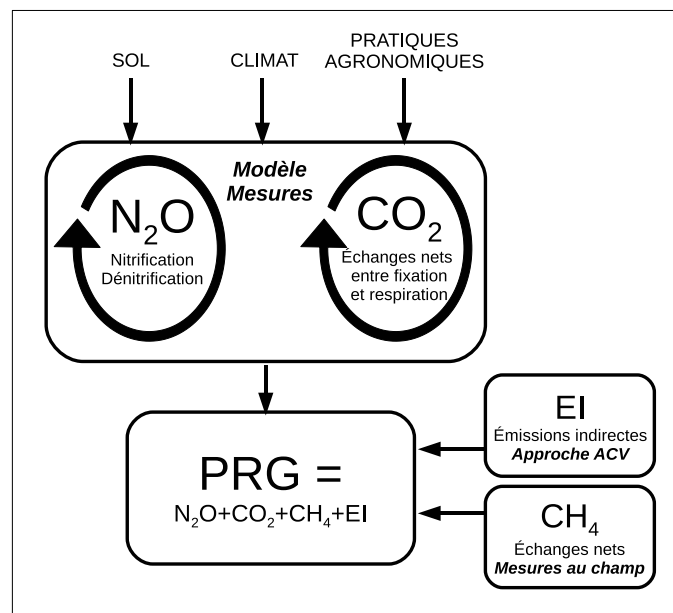 SOL
CLIMAT
PRATIQUES
AGRONOMIQUES
Modèle
Mesures
N₂O
Nitrification
Dénitrification
CO₂
Échanges nets
entre fixation
et respiration
PRG =
N₂O+CO₂+CH₄+EI
EI
Émissions indirectes
Approche ACV
CH₄
Échanges nets
Mesures au champ